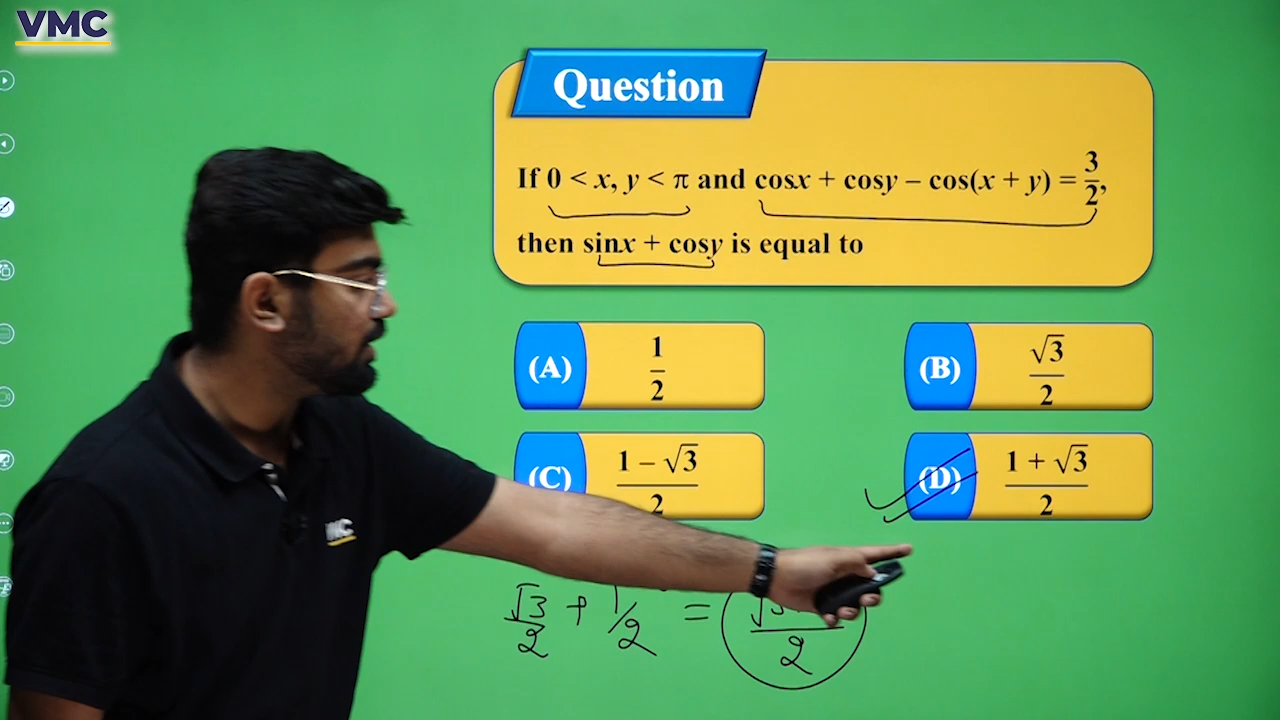 VMC
Question
If 0 < x, y < π and cosx + cosy – cos(x + y) = 3/2,
then sinx + cosy is equal to
(A) 1/2
(B) √3/2
(C) 1 – √3/2
(D) 1 + √3/2
VMC
√3/2 + 1/2 =